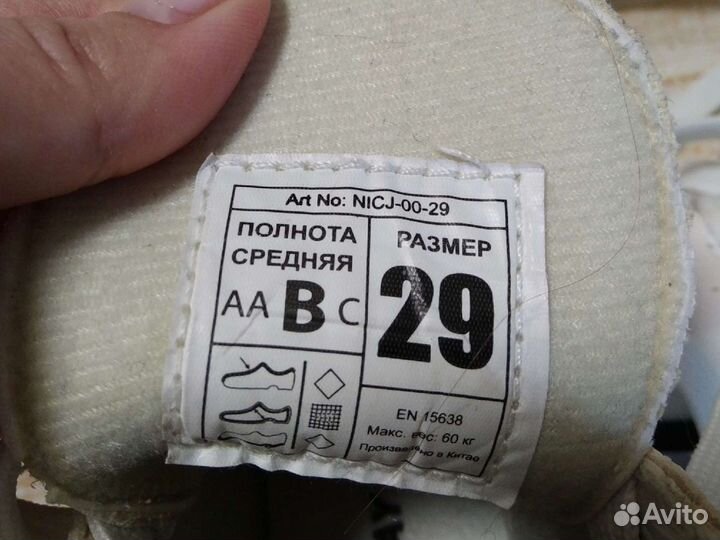 Art No: NICJ-00-29
ПОЛНОТА
СРЕДНЯЯ
AA B C
РАЗМЕР
29
EN 15638
Макс. вес: 60 кг
Произведено в Китае
Avito